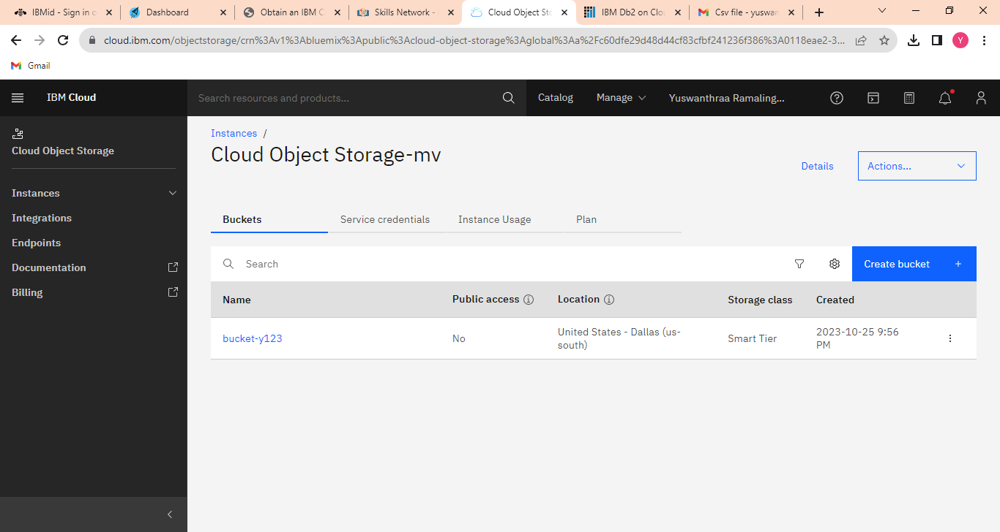 IBMid - Sign in o
Dashboard
Obtain an IBM C
Skills Network -
Cloud Object Sto
IBM Db2 on Clou
Csv file - yuswan
cloud.ibm.com/objectstorage/crn%3Av1%3Abluemix%3Apublic%3Acloud-object-storage%3Aglobal%3Aa%2Fc60dfe29d48d44cf83cfbf241236f386%3A0118eae2-3...
Y
Gmail
IBM Cloud
Search resources and products...
Catalog
Manage
Yuswanthraa Ramaling...
Cloud Object Storage
Instances
Integrations
Endpoints
Documentation
Billing
Instances /
Cloud Object Storage-mv
Details
Actions...
Buckets
Service credentials
Instance Usage
Plan
Search
Create bucket +
Name
Public access
Location
Storage class
Created
bucket-y123
No
United States - Dallas (us-
south)
Smart Tier
2023-10-25 9:56
PM